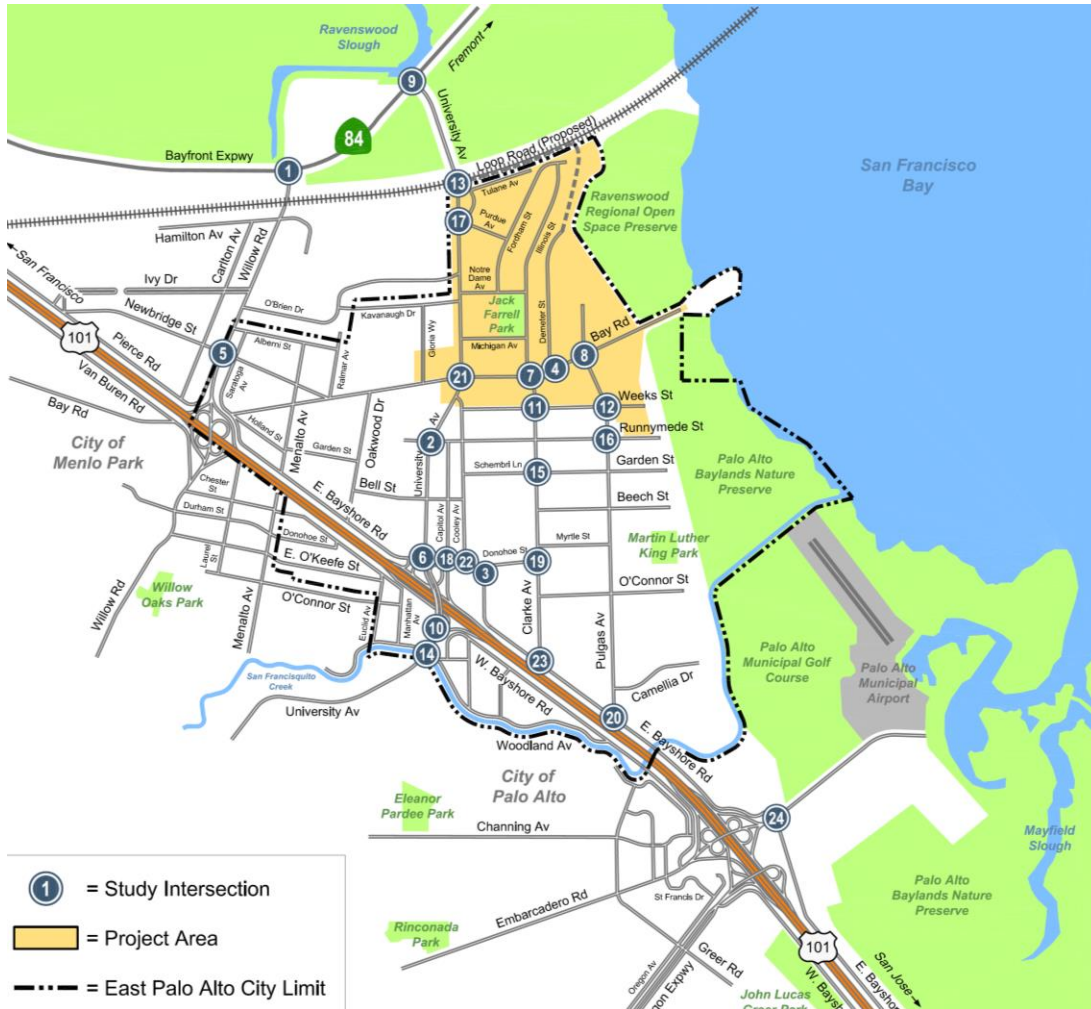 Ravenswood
Slough
Fremont
9
University Av
84
Bayfront Expwy
1
Loop Road (Proposed)
13
Tulane Av
San Francisco
Bay
Ravenswood
Regional Open
Space Preserve
17
Purdue
Av
Fordham St
Illinois St
Hamilton Av
Carlton Av
Willow Rd
San Francisco
Ivy Dr
Notre
Dame
Av
Newbridge St
O'Brien Dr
Kavanaugh Dr
Jack
Farrell
Park
Demeter St
Bay Rd
101
Pierce Rd
Van Buren Rd
5
Alberni St
Ralmar Av
Gloria Wy
Michigan Av
8
4
7
21
Saratoga
Av
Bay Rd
Weeks St
11
12
Runnymede St
16
City of
Menlo Park
Holland St
Menalto Av
Oakwood Dr
Av
2
University
Garden St
Garden St
Schembri Ln
15
Palo Alto
Baylands Nature
Preserve
Chester
St
Bell St
Beech St
E. Bayshore Rd
Capitol Av
Cooley Av
Durham St
Donohoe St
Laurel
St
E. O'Keefe St
6
18
22
3
Donohoe St
19
Myrtle St
Martin Luther
King Park
O'Connor St
Willow
Oaks Park
Willow Rd
Menalto Av
O'Connor St
Euclid Av
Manhattan
Av
10
14
Clarke Av
Pulgas Av
23
Palo Alto
Municipal Golf
Course
Palo Alto
Municipal
Airport
San Francisquito
Creek
University Av
W. Bayshore Rd
Camellia Dr
20
Woodland Av
E. Bayshore Rd
City of
Palo Alto
Eleanor
Pardee Park
Channing Av
24
Mayfield
Slough
1
= Study Intersection
St Francis Dr
Palo Alto
Baylands Nature
Preserve
Embarcadero Rd
Rinconada
Park
= Project Area
Greer Rd
101
Oregon Av
on Expwy
San Jose
E. Bayshor
W. Baysh
= East Palo Alto City Limit
John Lucas
Greer Park